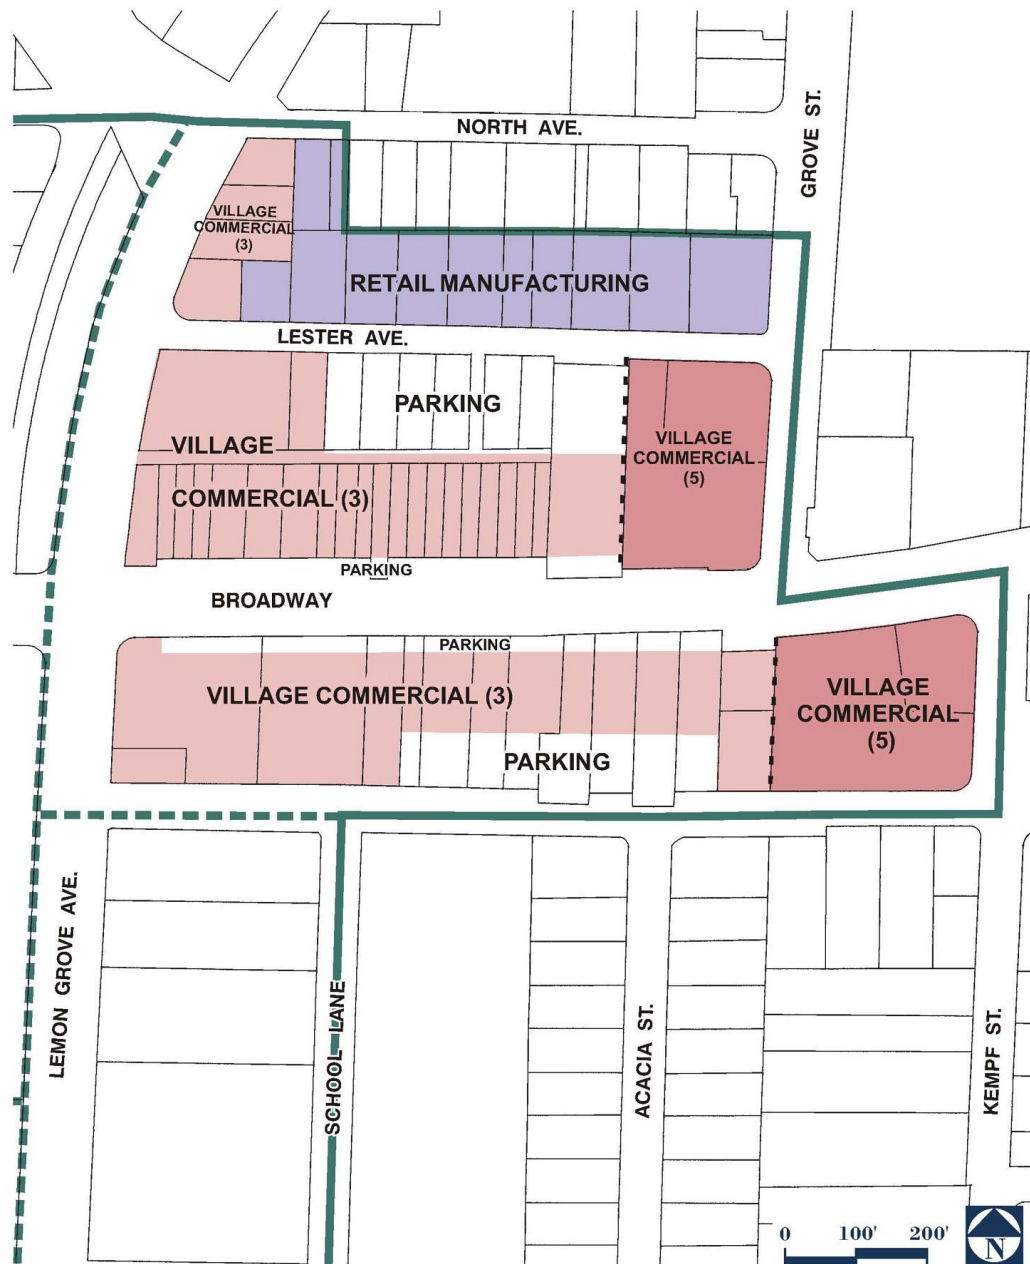 NORTH AVE.
GROVE ST.
VILLAGE
COMMERCIAL
(3)
RETAIL MANUFACTURING
LESTER AVE.
PARKING
VILLAGE
COMMERCIAL (3)
VILLAGE
COMMERCIAL
(5)
PARKING
BROADWAY
PARKING
VILLAGE COMMERCIAL (3)
VILLAGE
COMMERCIAL
(5)
PARKING
LEMON GROVE AVE.
SCHOOL LANE
ACACIA ST.
KEMPF ST.
0 100' 200'
N